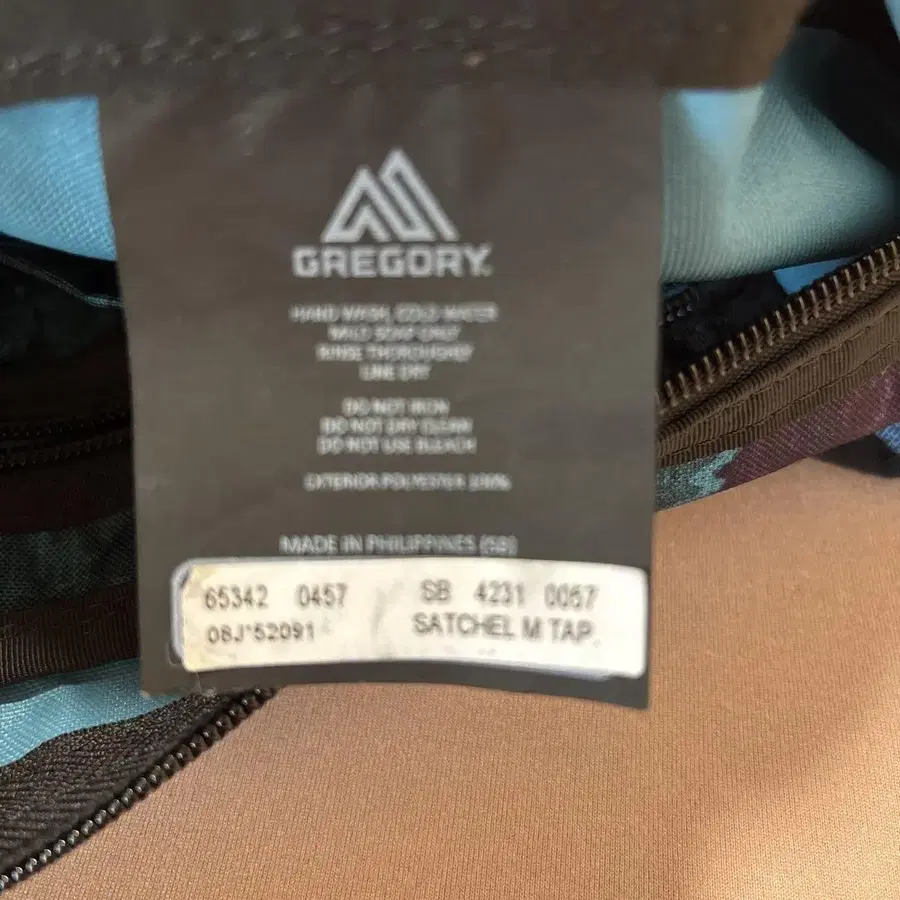 GREGORY.
HAND WASH, COLD WATER
MILD SOAP ONLY
RINSE THOROUGHLY
LINE DRY
DO NOT IRON
DO NOT DRY CLEAN
DO NOT USE BLEACH
EXTERIOR POLYESTER 100%
MADE IN PHILIPPINES (SB)
65342 0457 SB 4231 0057
08J*52091 SATCHEL M TAP.